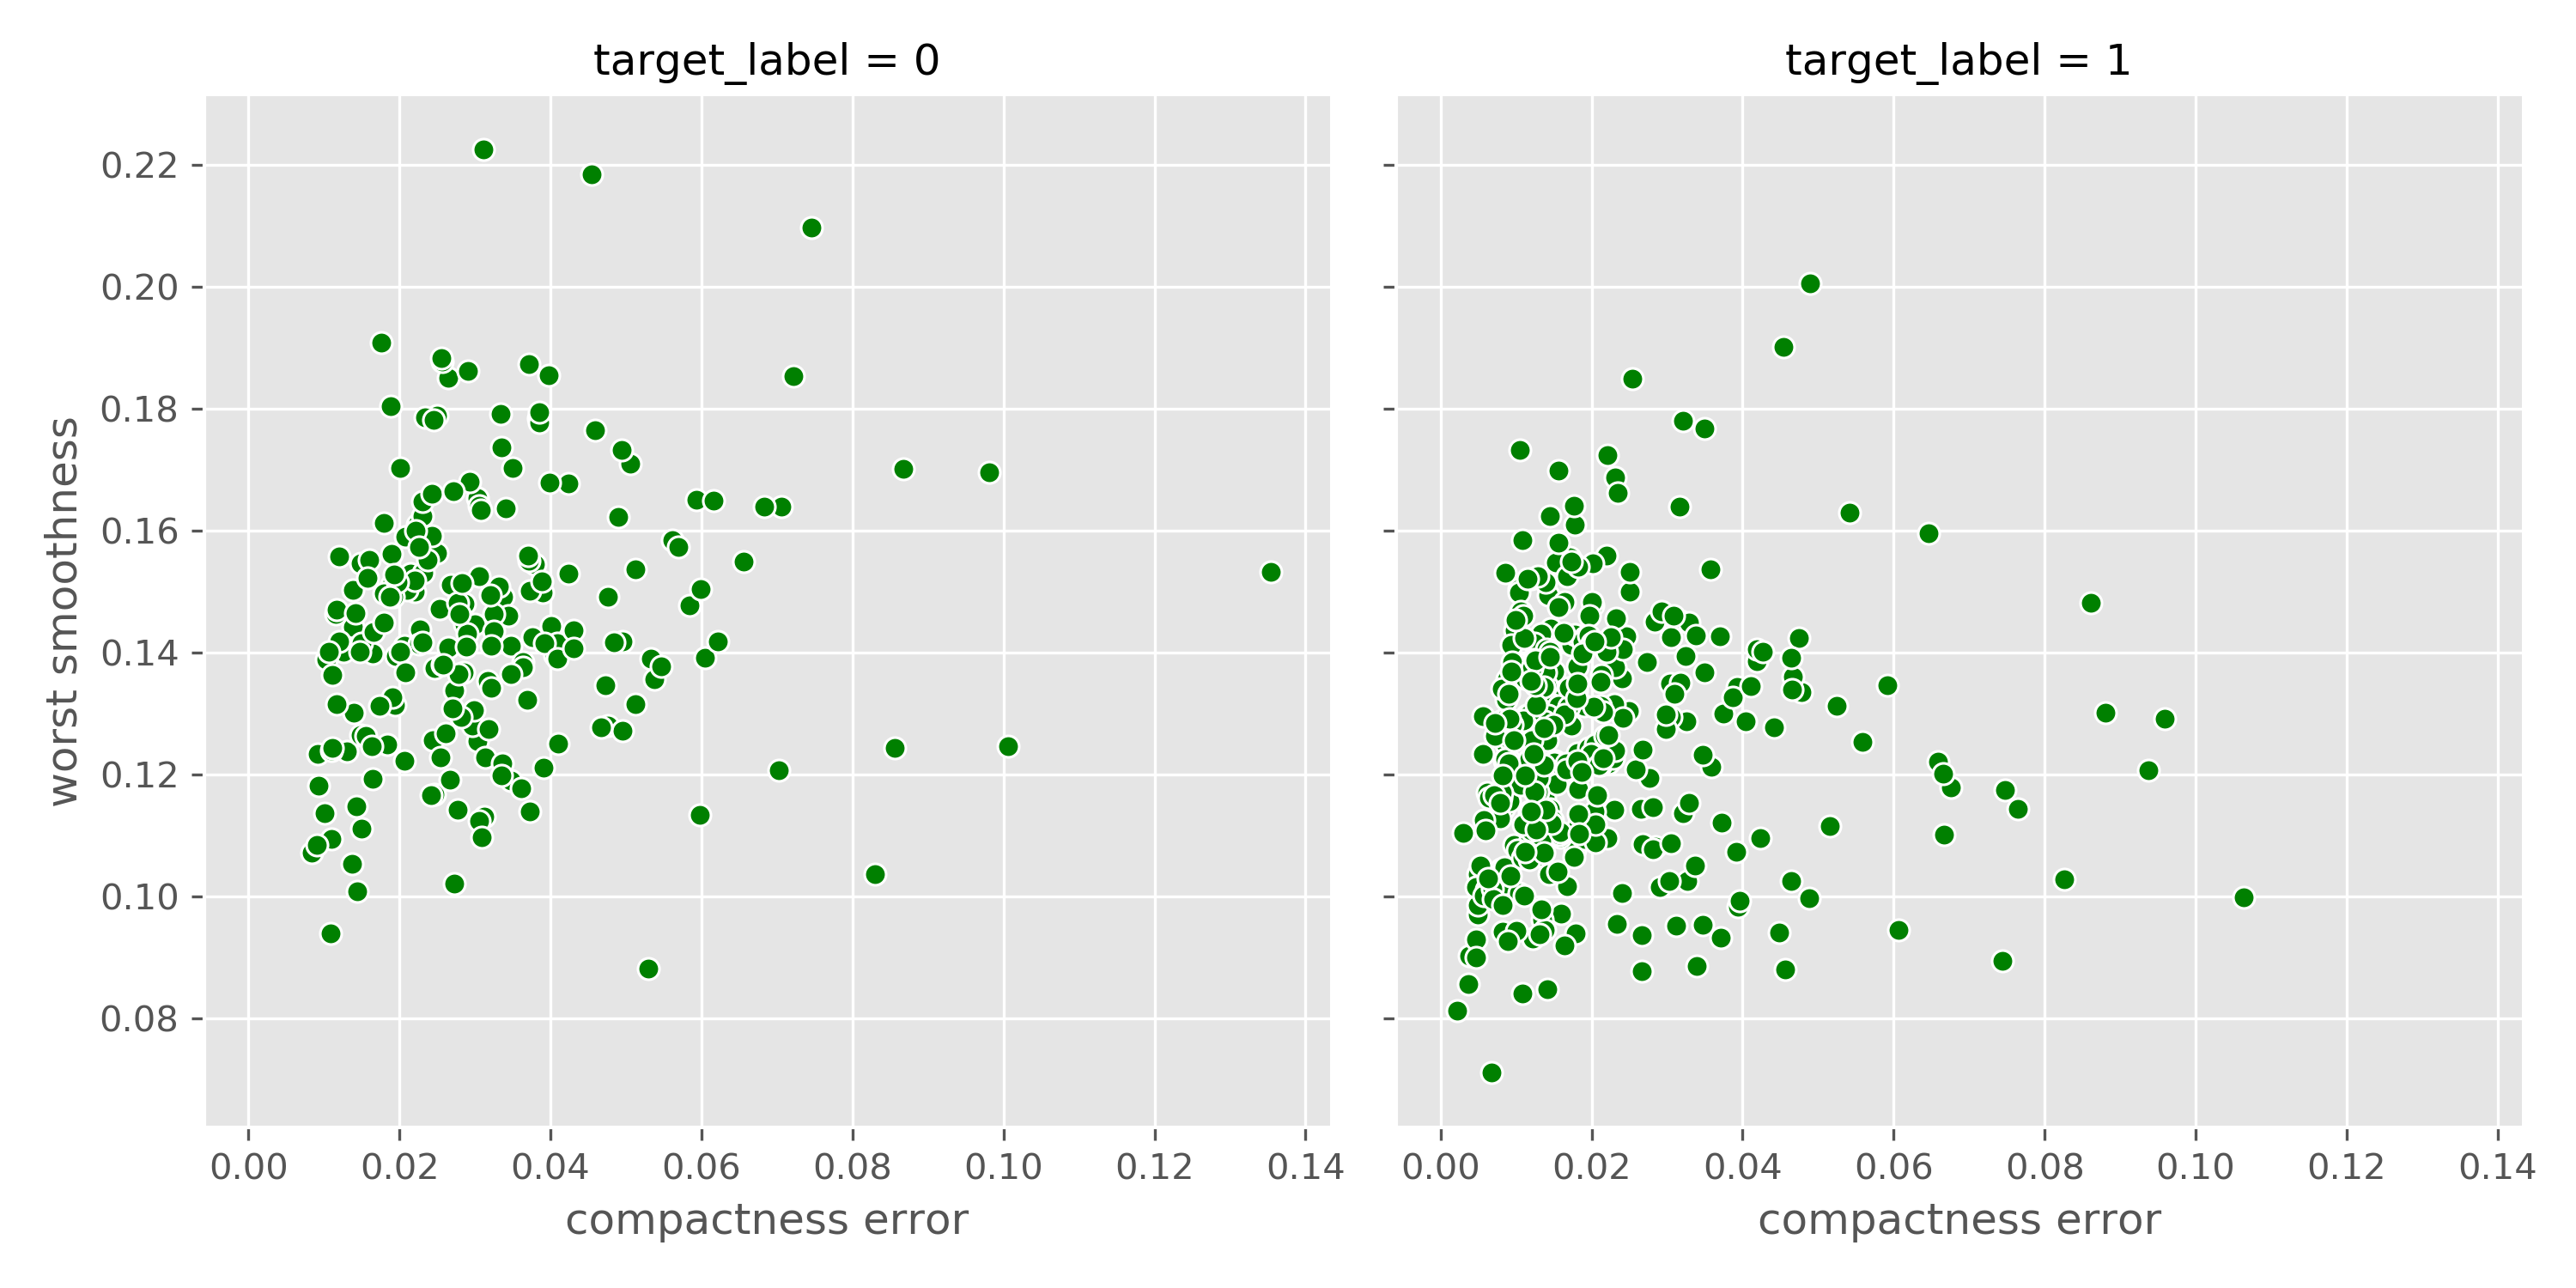 target_label = 0
target_label = 1
worst smoothness
0.22
0.20
0.18
0.16
0.14
0.12
0.10
0.08
0.00 0.02 0.04 0.06 0.08 0.10 0.12 0.14
0.00 0.02 0.04 0.06 0.08 0.10 0.12 0.14
compactness error
compactness error